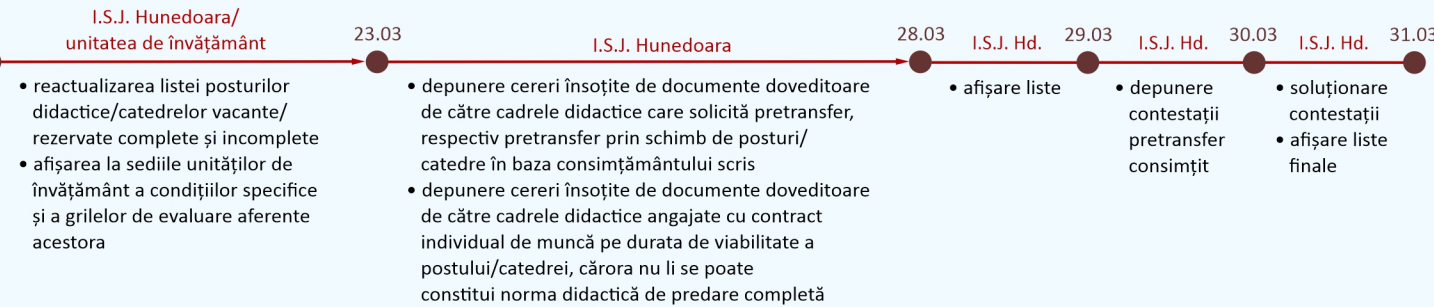 I.S.J. Hunedoara/
unitatea de învățământ
• reactualizarea listei posturilor
didactice/catedrelor vacante/
rezervate complete și incomplete
• afișarea la sediile unităților de
învățământ a condițiilor specifice
și a grilelor de evaluare aferente
acestora
23.03
I.S.J. Hunedoara
• depunere cereri însoțite de documente doveditoare
de către cadrele didactice care solicită pretransfer,
respectiv pretransfer prin schimb de posturi/
catedre în baza consimțământului scris
• depunere cereri însoțite de documente doveditoare
de către cadrele didactice angajate cu contract
individual de muncă pe durata de viabilitate a
postului/catedrei, cărora nu li se poate
constitui norma didactică de predare completă
28.03
I.S.J. Hd.
• afișare liste
29.03
I.S.J. Hd.
• depunere
contestații
pretransfer
consimțit
30.03
I.S.J. Hd.
• soluționare
contestații
• afișare liste
finale
31.03